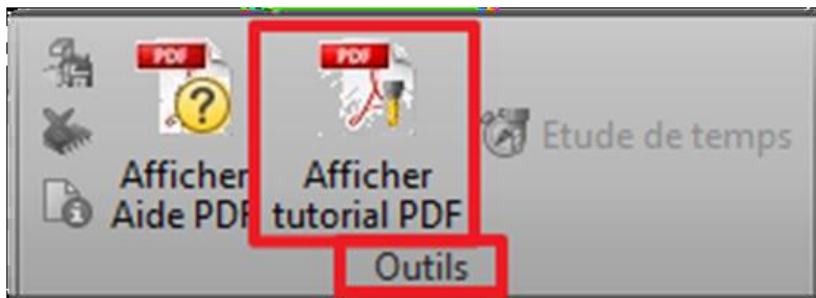 PDF
Afficher
Aide PDF
PDF
Afficher
tutorial PDF
Etude de temps
Outils